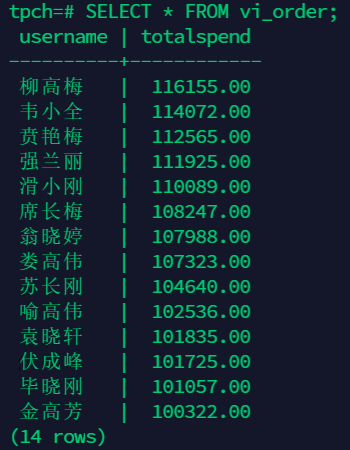 tpch=# SELECT * FROM vi_order;
 username | totalspend
----------+------------
 柳高梅   |  116155.00
 韦小全   |  114072.00
 贲艳梅   |  112565.00
 强兰丽   |  111925.00
 滑小刚   |  110089.00
 席长梅   |  108247.00
 翁晓婷   |  107988.00
 娄高伟   |  107323.00
 苏长刚   |  104640.00
 喻高伟   |  102536.00
 袁晓轩   |  101835.00
 伏成峰   |  101725.00
 毕晓刚   |  101057.00
 金高芳   |  100322.00
(14 rows)